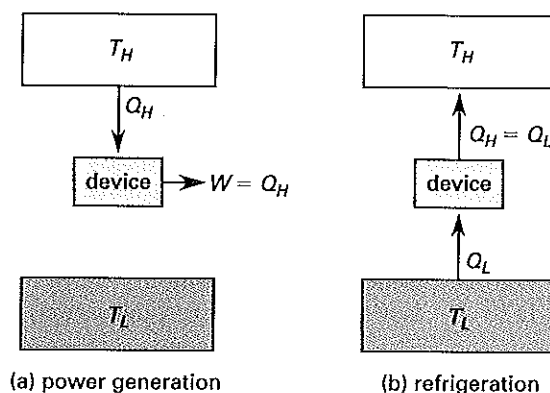 T_H
Q_H
device
W = Q_H
T_L
(a) power generation
T_H
Q_H = Q_L
device
Q_L
T_L
(b) refrigeration